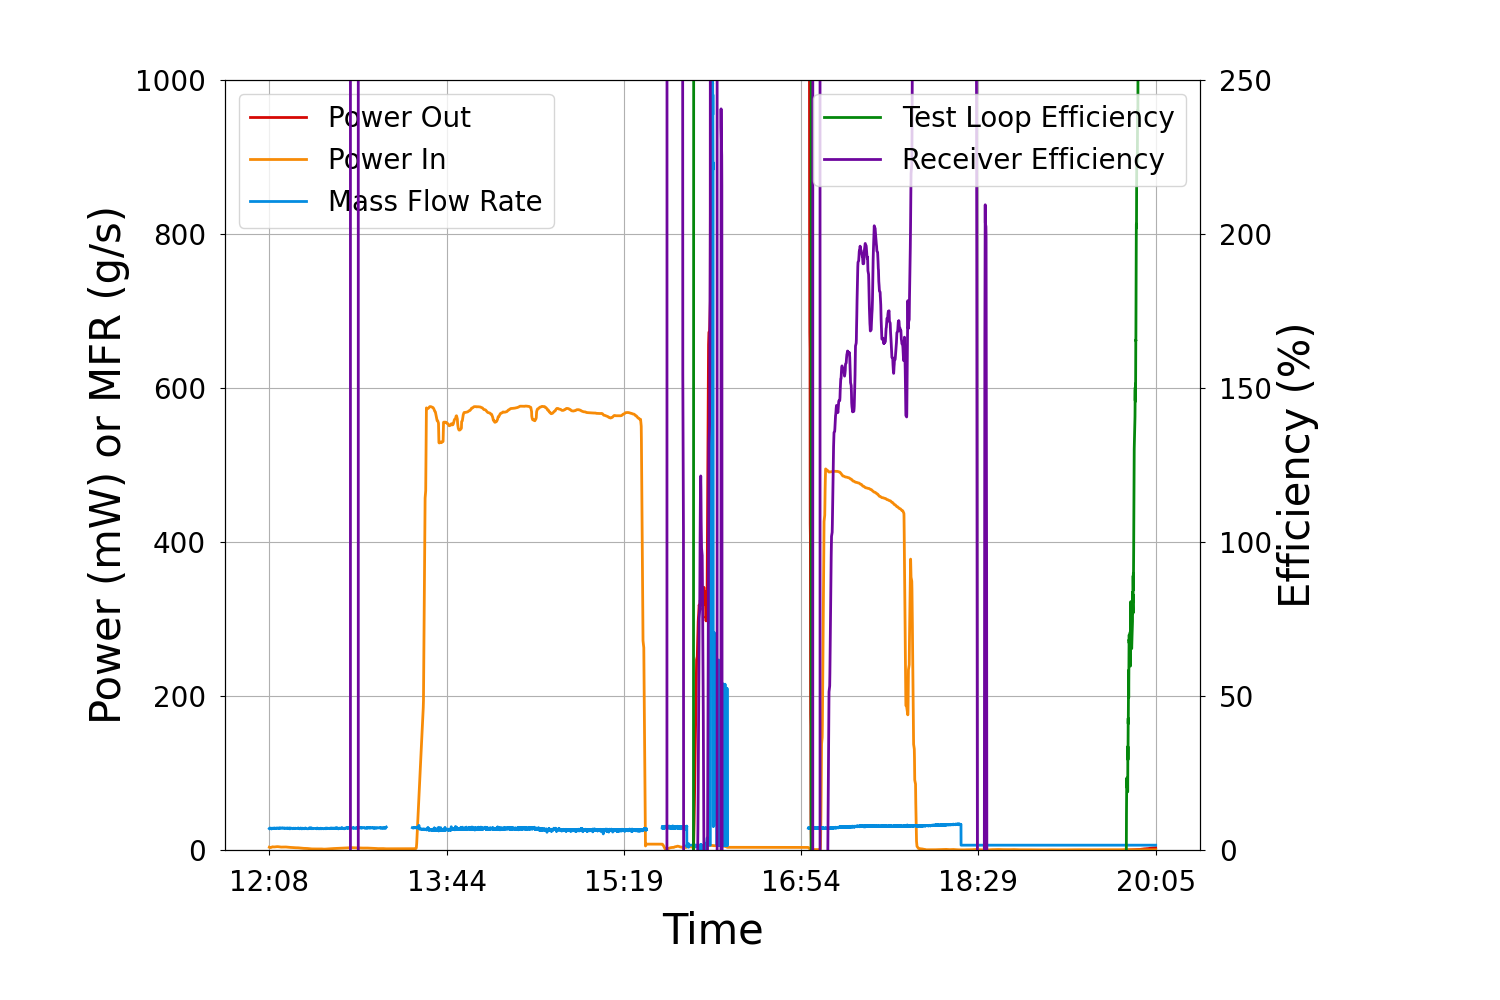 1000
800
600
400
200
0
Power (mW) or MFR (g/s)
Power Out
Power In
Mass Flow Rate
Test Loop Efficiency
Receiver Efficiency
250
200
150
100
50
0
Efficiency (%)
12:08 13:44 15:19 16:54 18:29 20:05
Time